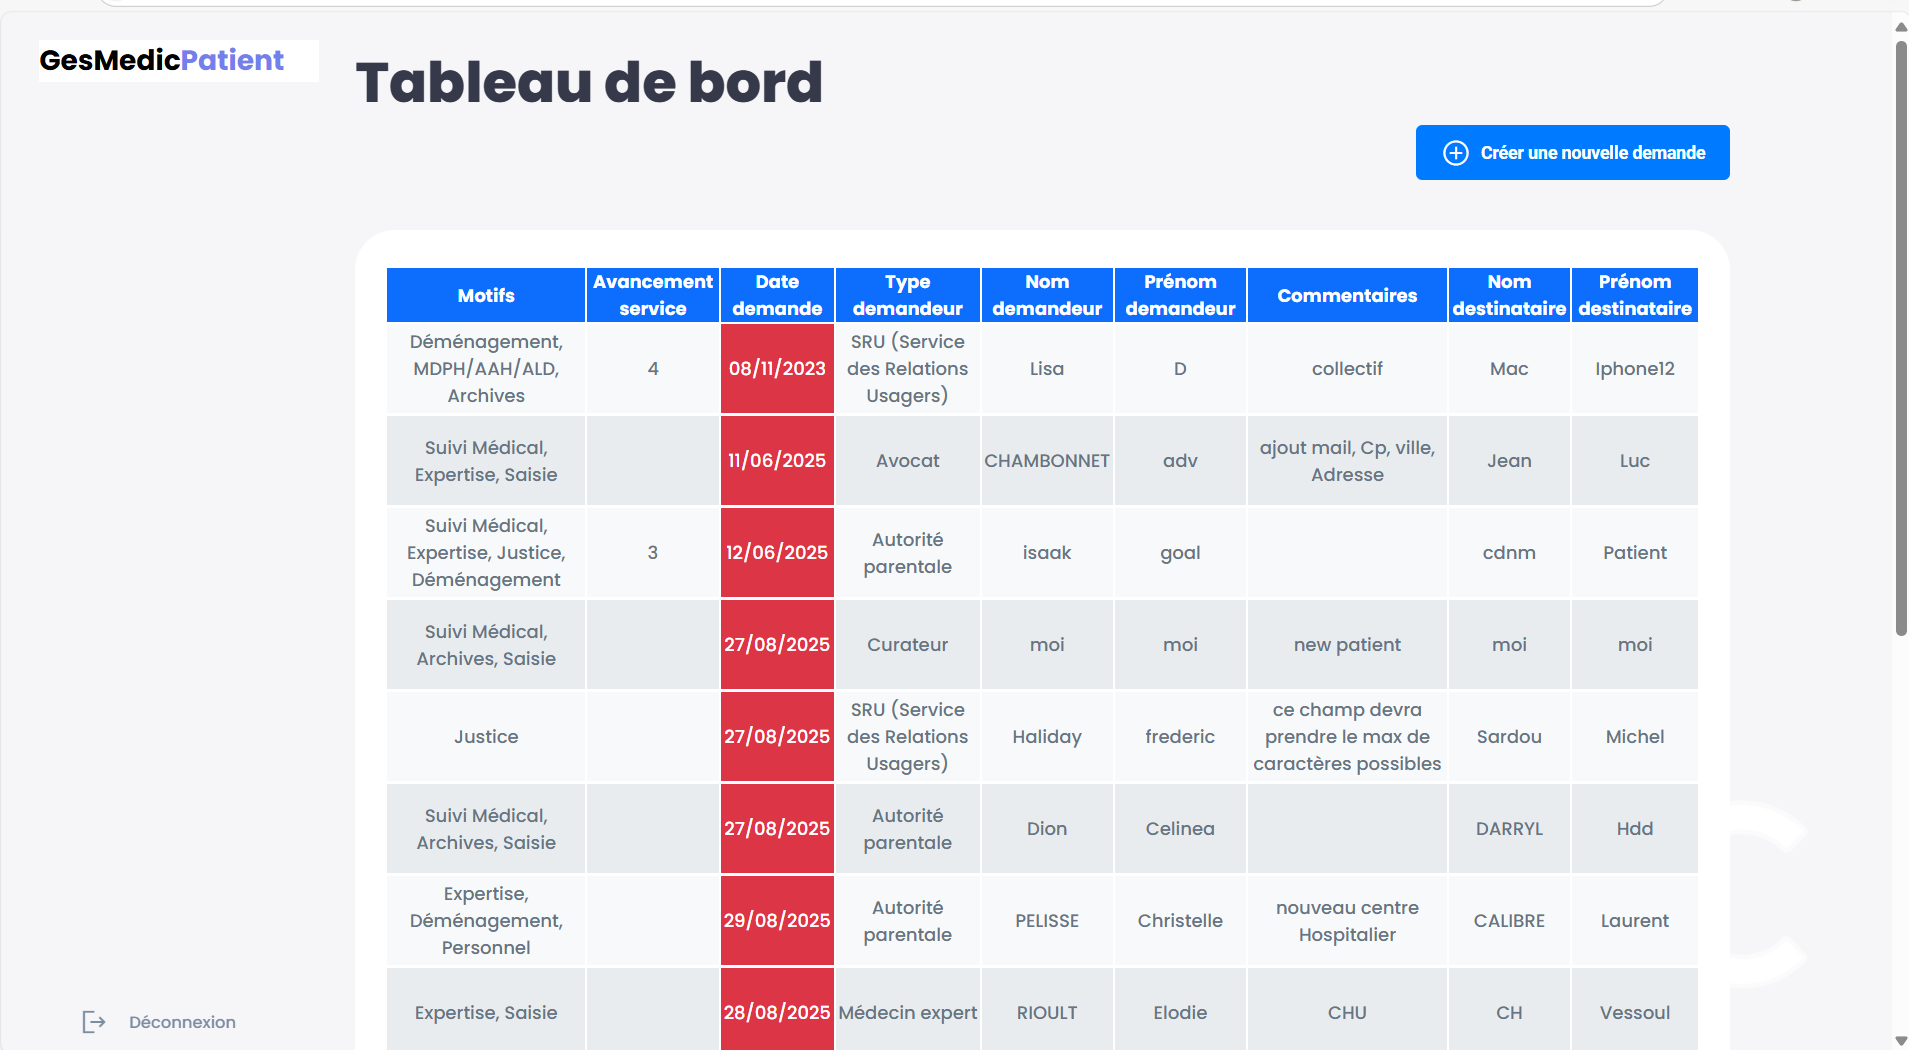 GesMedicPatient
Tableau de bord
Créer une nouvelle demande
Motifs
Avancement
service
Date
demande
Type
demandeur
Nom
demandeur
Prénom
demandeur
Commentaires
Nom
destinataire
Prénom
destinataire
Déménagement,
MDPH/AAH/ALD,
Archives
4
08/11/2023
SRU (Service
des Relations
Usagers)
Lisa
D
collectif
Mac
Iphone12
Suivi Médical,
Expertise, Saisie
11/06/2025
Avocat
CHAMBONNET
adv
ajout mail, Cp, ville,
Adresse
Jean
Luc
Suivi Médical,
Expertise, Justice,
Déménagement
3
12/06/2025
Autorité
parentale
isaak
goal
cdnm
Patient
Suivi Médical,
Archives, Saisie
27/08/2025
Curateur
moi
moi
new patient
moi
moi
Justice
27/08/2025
SRU (Service
des Relations
Usagers)
Haliday
frederic
ce champ devra
prendre le max de
caractères possibles
Sardou
Michel
Suivi Médical,
Archives, Saisie
27/08/2025
Autorité
parentale
Dion
Celinea
DARRYL
Hdd
Expertise,
Déménagement,
Personnel
29/08/2025
Autorité
parentale
PELISSE
Christelle
nouveau centre
Hospitalier
CALIBRE
Laurent
Expertise, Saisie
28/08/2025
Médecin expert
RIOULT
Elodie
CHU
CH
Vessoul
Déconnexion